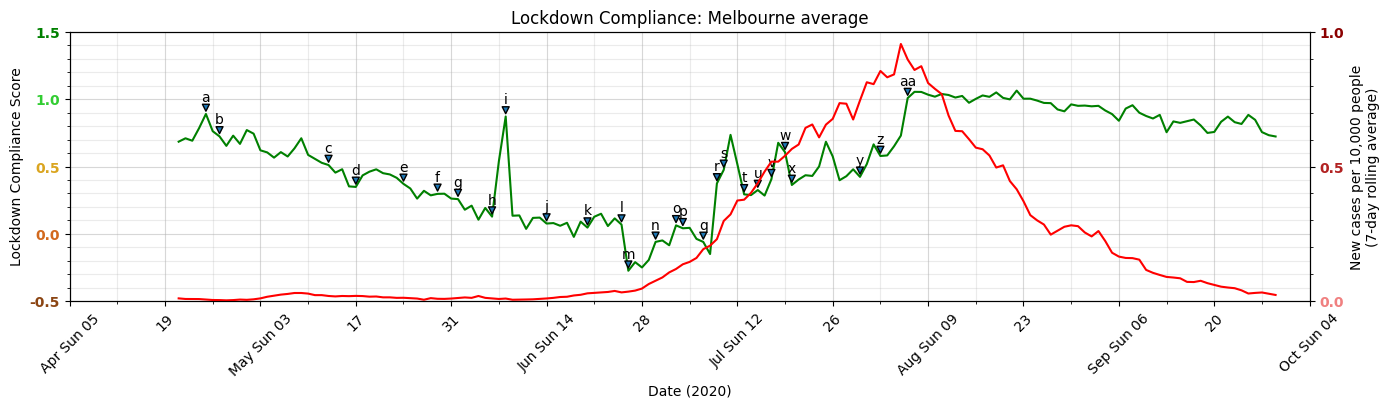 Lockdown Compliance: Melbourne average
Lockdown Compliance Score
1.5
1.0
0.5
0.0
-0.5
a
b
c
d
e
f
g
h
i
j
k
l
m
n
o
p
q
r
s
t
u
v
w
x
y
z
aa
1.0
0.5
0.0
New cases per 10,000 people
(7-day rolling average)
Apr Sun 05
19
May Sun 03
17
31
Jun Sun 14
28
Jul Sun 12
26
Aug Sun 09
23
Sep Sun 06
20
Oct Sun 04
Date (2020)